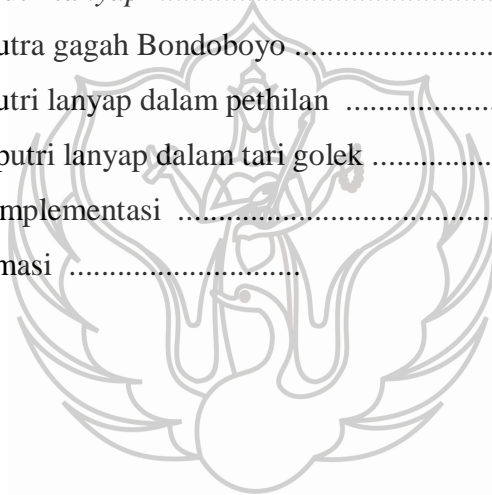 utra gagah Bondoboyo ........................
utri lanyap dalam pethilan ...................
putri lanyap dalam tari golek ................
mplementasi ...................................
masi ...........................